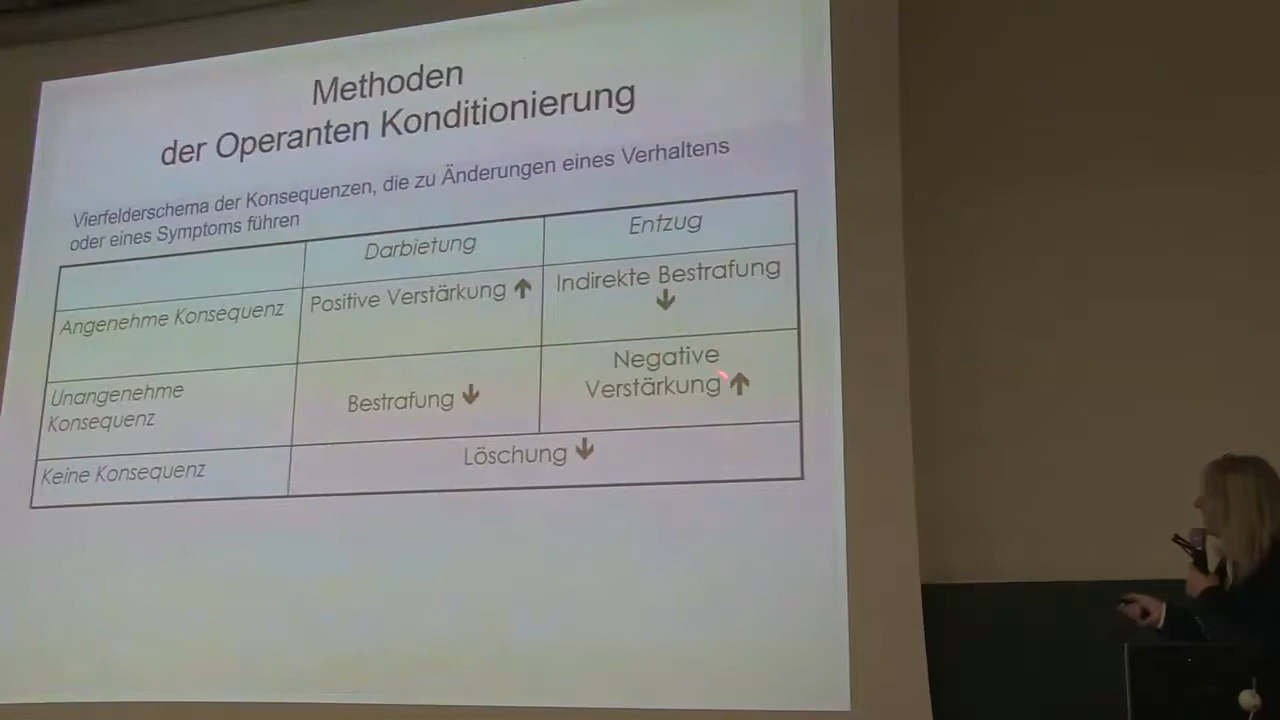 Methoden
der Operanten Konditionierung
Vierfelderschema der Konsequenzen, die zu Änderungen eines Verhaltens
oder eines Symptoms führen
Darbietung
Entzug
Angenehme Konsequenz
Positive Verstärkung ↑
Indirekte Bestrafung
↓
Unangenehme
Konsequenz
Bestrafung ↓
Negative
Verstärkung ↑
Keine Konsequenz
Löschung ↓